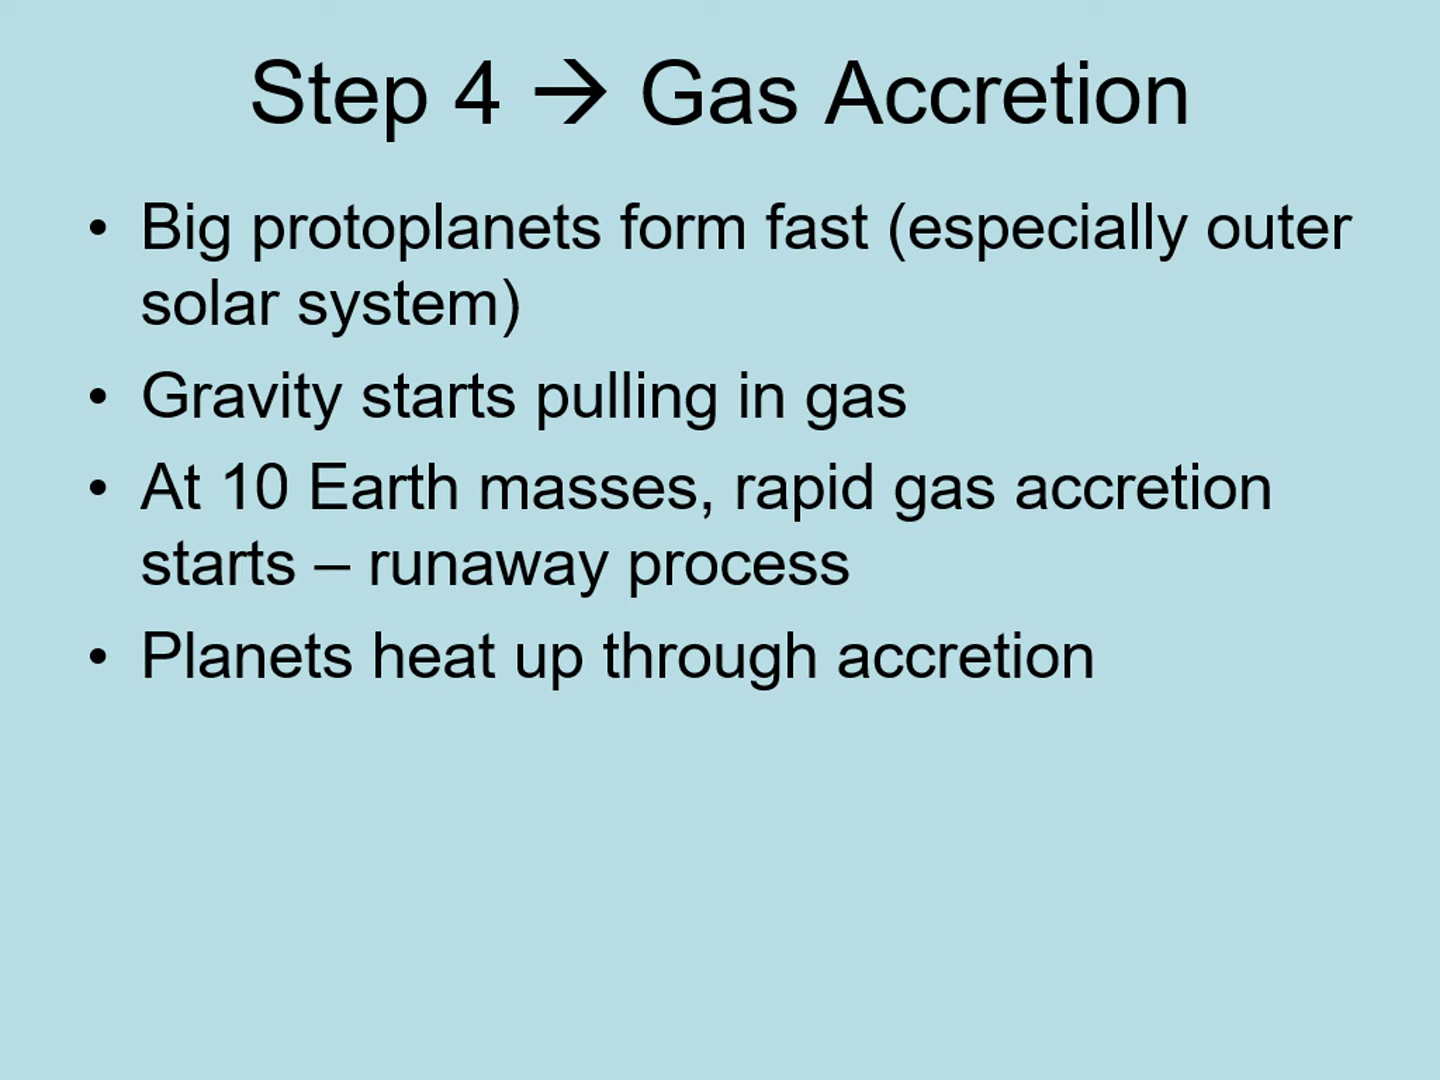 Step 4 → Gas Accretion
• Big protoplanets form fast (especially outer
solar system)
• Gravity starts pulling in gas
• At 10 Earth masses, rapid gas accretion
starts – runaway process
• Planets heat up through accretion